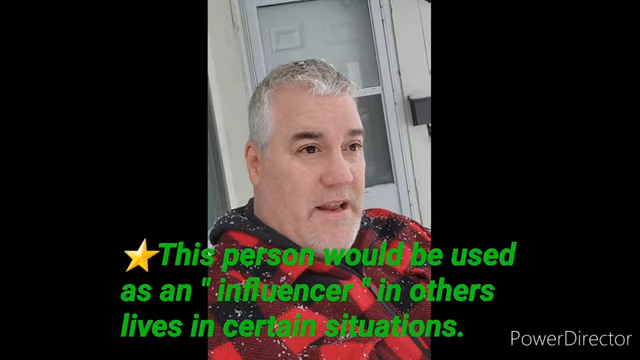 ⭐This person would be used
as an " influencer " in others
lives in certain situations.
PowerDirector